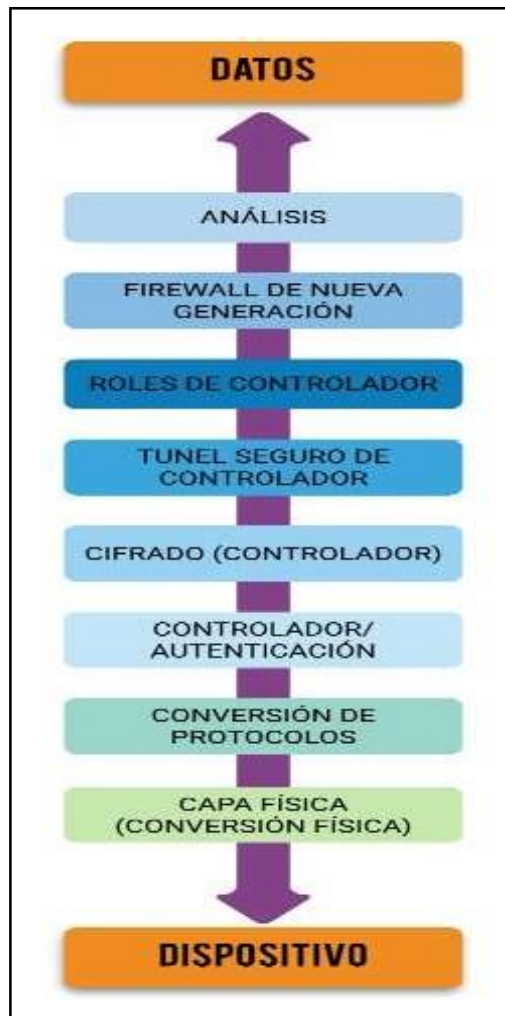 DATOS
ANÁLISIS
FIREWALL DE NUEVA
GENERACIÓN
ROLES DE CONTROLADOR
TUNEL SEGURO DE
CONTROLADOR
CIFRADO (CONTROLADOR)
CONTROLADOR/
AUTENTICACIÓN
CONVERSIÓN DE
PROTOCOLOS
CAPA FÍSICA
(CONVERSIÓN FÍSICA)
DISPOSITIVO